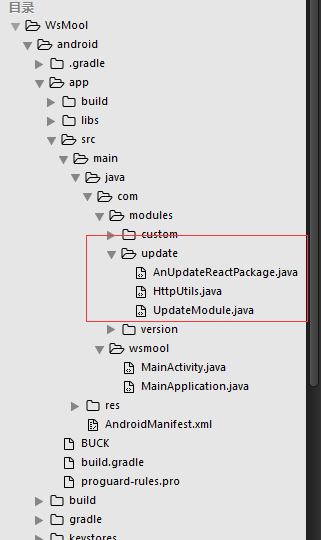 目录
WsMool
android
.gradle
app
build
libs
src
main
java
com
modules
custom
update
AnUpdateReactPackage.java
HttpUtils.java
UpdateModule.java
version
wsmool
MainActivity.java
MainApplication.java
res
AndroidManifest.xml
BUCK
build.gradle
proguard-rules.pro
build
gradle
keystores